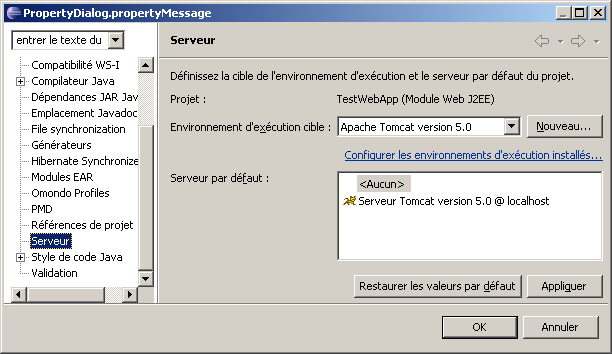 PropertyDialog.propertyMessage
entrer le texte du
Compatibilité WS-I
Compilateur Java
Dépendances JAR Jav
Emplacement Javadoc
File synchronization
Générateurs
Hibernate Synchronize
Modules EAR
Omondo Profiles
PMD
Références de projet
Serveur
Style de code Java
Validation
Serveur
Définissez la cible de l'environnement d'exécution et le serveur par défaut du projet.
Projet : TestWebApp (Module Web J2EE)
Environnement d'exécution cible : Apache Tomcat version 5.0 Nouveau...
Configurer les environnements d'exécution installés...
Serveur par défaut :
<Aucun>
Serveur Tomcat version 5.0 @ localhost
Restaurer les valeurs par défaut Appliquer
OK Annuler